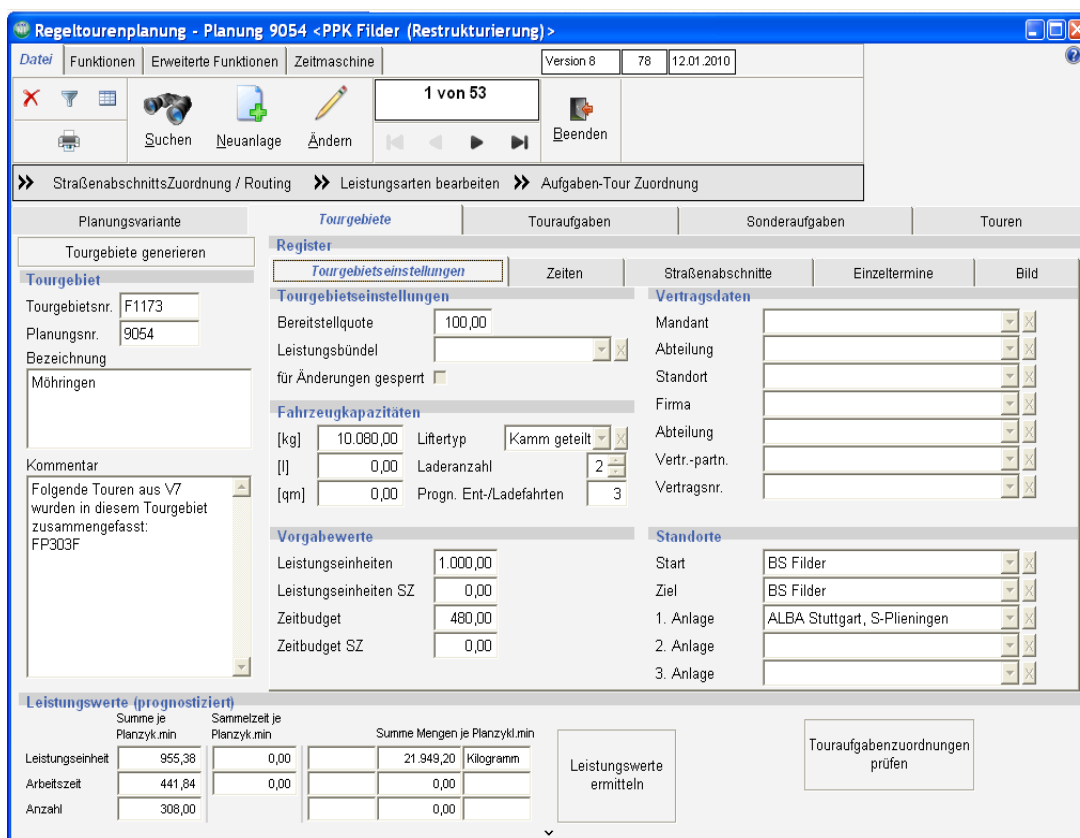 Regeltourenplanung - Planung 9054 <PPK Filder (Restrukturierung)>
Datei Funktionen Erweiterte Funktionen Zeitmaschine Version 8 78 12.01.2010
Suchen Neuanlage Ändern 1 von 53 Beenden
StraßenabschnittsZuordnung / Routing Leistungsarten bearbeiten Aufgaben-Tour Zuordnung
Planungsvariante Tourgebiete Touraufgaben Sonderaufgaben Touren
Tourgebiete generieren
Tourgebiet
Tourgebietsnr. F1173
Planungsnr. 9054
Bezeichnung
Möhringen
Kommentar
Folgende Touren aus V7
wurden in diesem Tourgebiet
zusammengefasst:
FP303F
Register
Tourgebietseinstellungen Zeiten Straßenabschnitte Einzeltermine Bild
Tourgebietseinstellungen
Bereitstellquote 100,00
Leistungsbündel X
für Änderungen gesperrt
Fahrzeugkapazitäten
[kg] 10.080,00 Liftertyp Kamm geteilt X
[l] 0,00 Laderanzahl 2
[qm] 0,00 Progn. Ent-/Ladefahrten 3
Vorgabewerte
Leistungseinheiten 1.000,00
Leistungseinheiten SZ 0,00
Zeitbudget 480,00
Zeitbudget SZ 0,00
Vertragsdaten
Mandant X
Abteilung X
Standort X
Firma X
Abteilung X
Vertr.-partn. X
Vertragsnr. X
Standorte
Start BS Filder X
Ziel BS Filder X
1. Anlage ALBA Stuttgart, S-Plieningen X
2. Anlage X
3. Anlage X
Leistungswerte (prognostiziert)
Summe je Planzyk.min Sammelzeit je Planzyk.min Summe Mengen je Planzykl.min
Leistungseinheit 955,38 0,00 21.949,20 Kilogramm
Arbeitszeit 441,84 0,00 0,00
Anzahl 308,00 0,00
Leistungswerte
ermitteln
Touraufgabenzuordnungen
prüfen